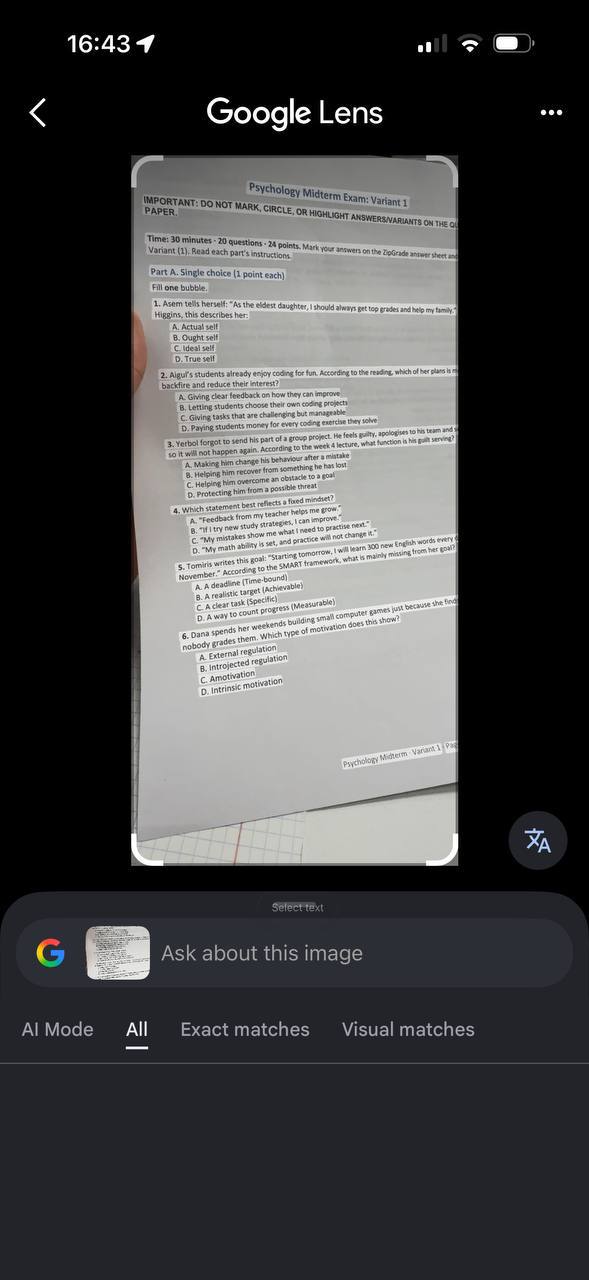 16:43
Google Lens
Psychology Midterm Exam: Variant 1
IMPORTANT: DO NOT MARK, CIRCLE, OR HIGHLIGHT ANSWERS/VARIANTS ON THE
PAPER.
Time: 30 minutes · 20 questions · 24 points. Mark your answers on the ZipGrade answer sheet and
Variant (1). Read each part's instructions.
Part A. Single choice (1 point each)
Fill one bubble.
1. Asem tells herself: "As the eldest daughter, I should always get top grades and help my family."
Higgins, this describes her:
A. Actual self
B. Ought self
C. Ideal self
D. True self
2. Aigul's students already enjoy coding for fun. According to the reading, which of her plans is
backfire and reduce their interest?
A. Giving clear feedback on how they can improve
B. Letting students choose their own coding projects
C. Giving tasks that are challenging but manageable
D. Paying students money for every coding exercise they solve
3. Yerbol forgot to send his part of a group project. He feels guilty, apologises to his team and
so it will not happen again. According to the week 4 lecture, what function is his guilt serving?
A. Making him change his behaviour after a mistake
B. Helping him recover from something he has lost
C. Helping him overcome an obstacle to a goal
D. Protecting him from a possible threat
4. Which statement best reflects a fixed mindset?
A. "Feedback from my teacher helps me grow."
B. "If I try new study strategies, I can improve."
C. "My mistakes show me what I need to practise next."
D. "My math ability is set, and practice will not change it."
5. Tomiris writes this goal: "Starting tomorrow, I will learn 300 new English words every
November." According to the SMART framework, what is mainly missing from her goal?
A. A deadline (Time-bound)
B. A realistic target (Achievable)
C. A clear task (Specific)
D. A way to count progress (Measurable)
6. Dana spends her weekends building small computer games just because she finds
nobody grades them. Which type of motivation does this show?
A. External regulation
B. Introjected regulation
C. Amotivation
D. Intrinsic motivation
Psychology Midterm · Variant 1
Select text
Ask about this image
AI Mode All Exact matches Visual matches